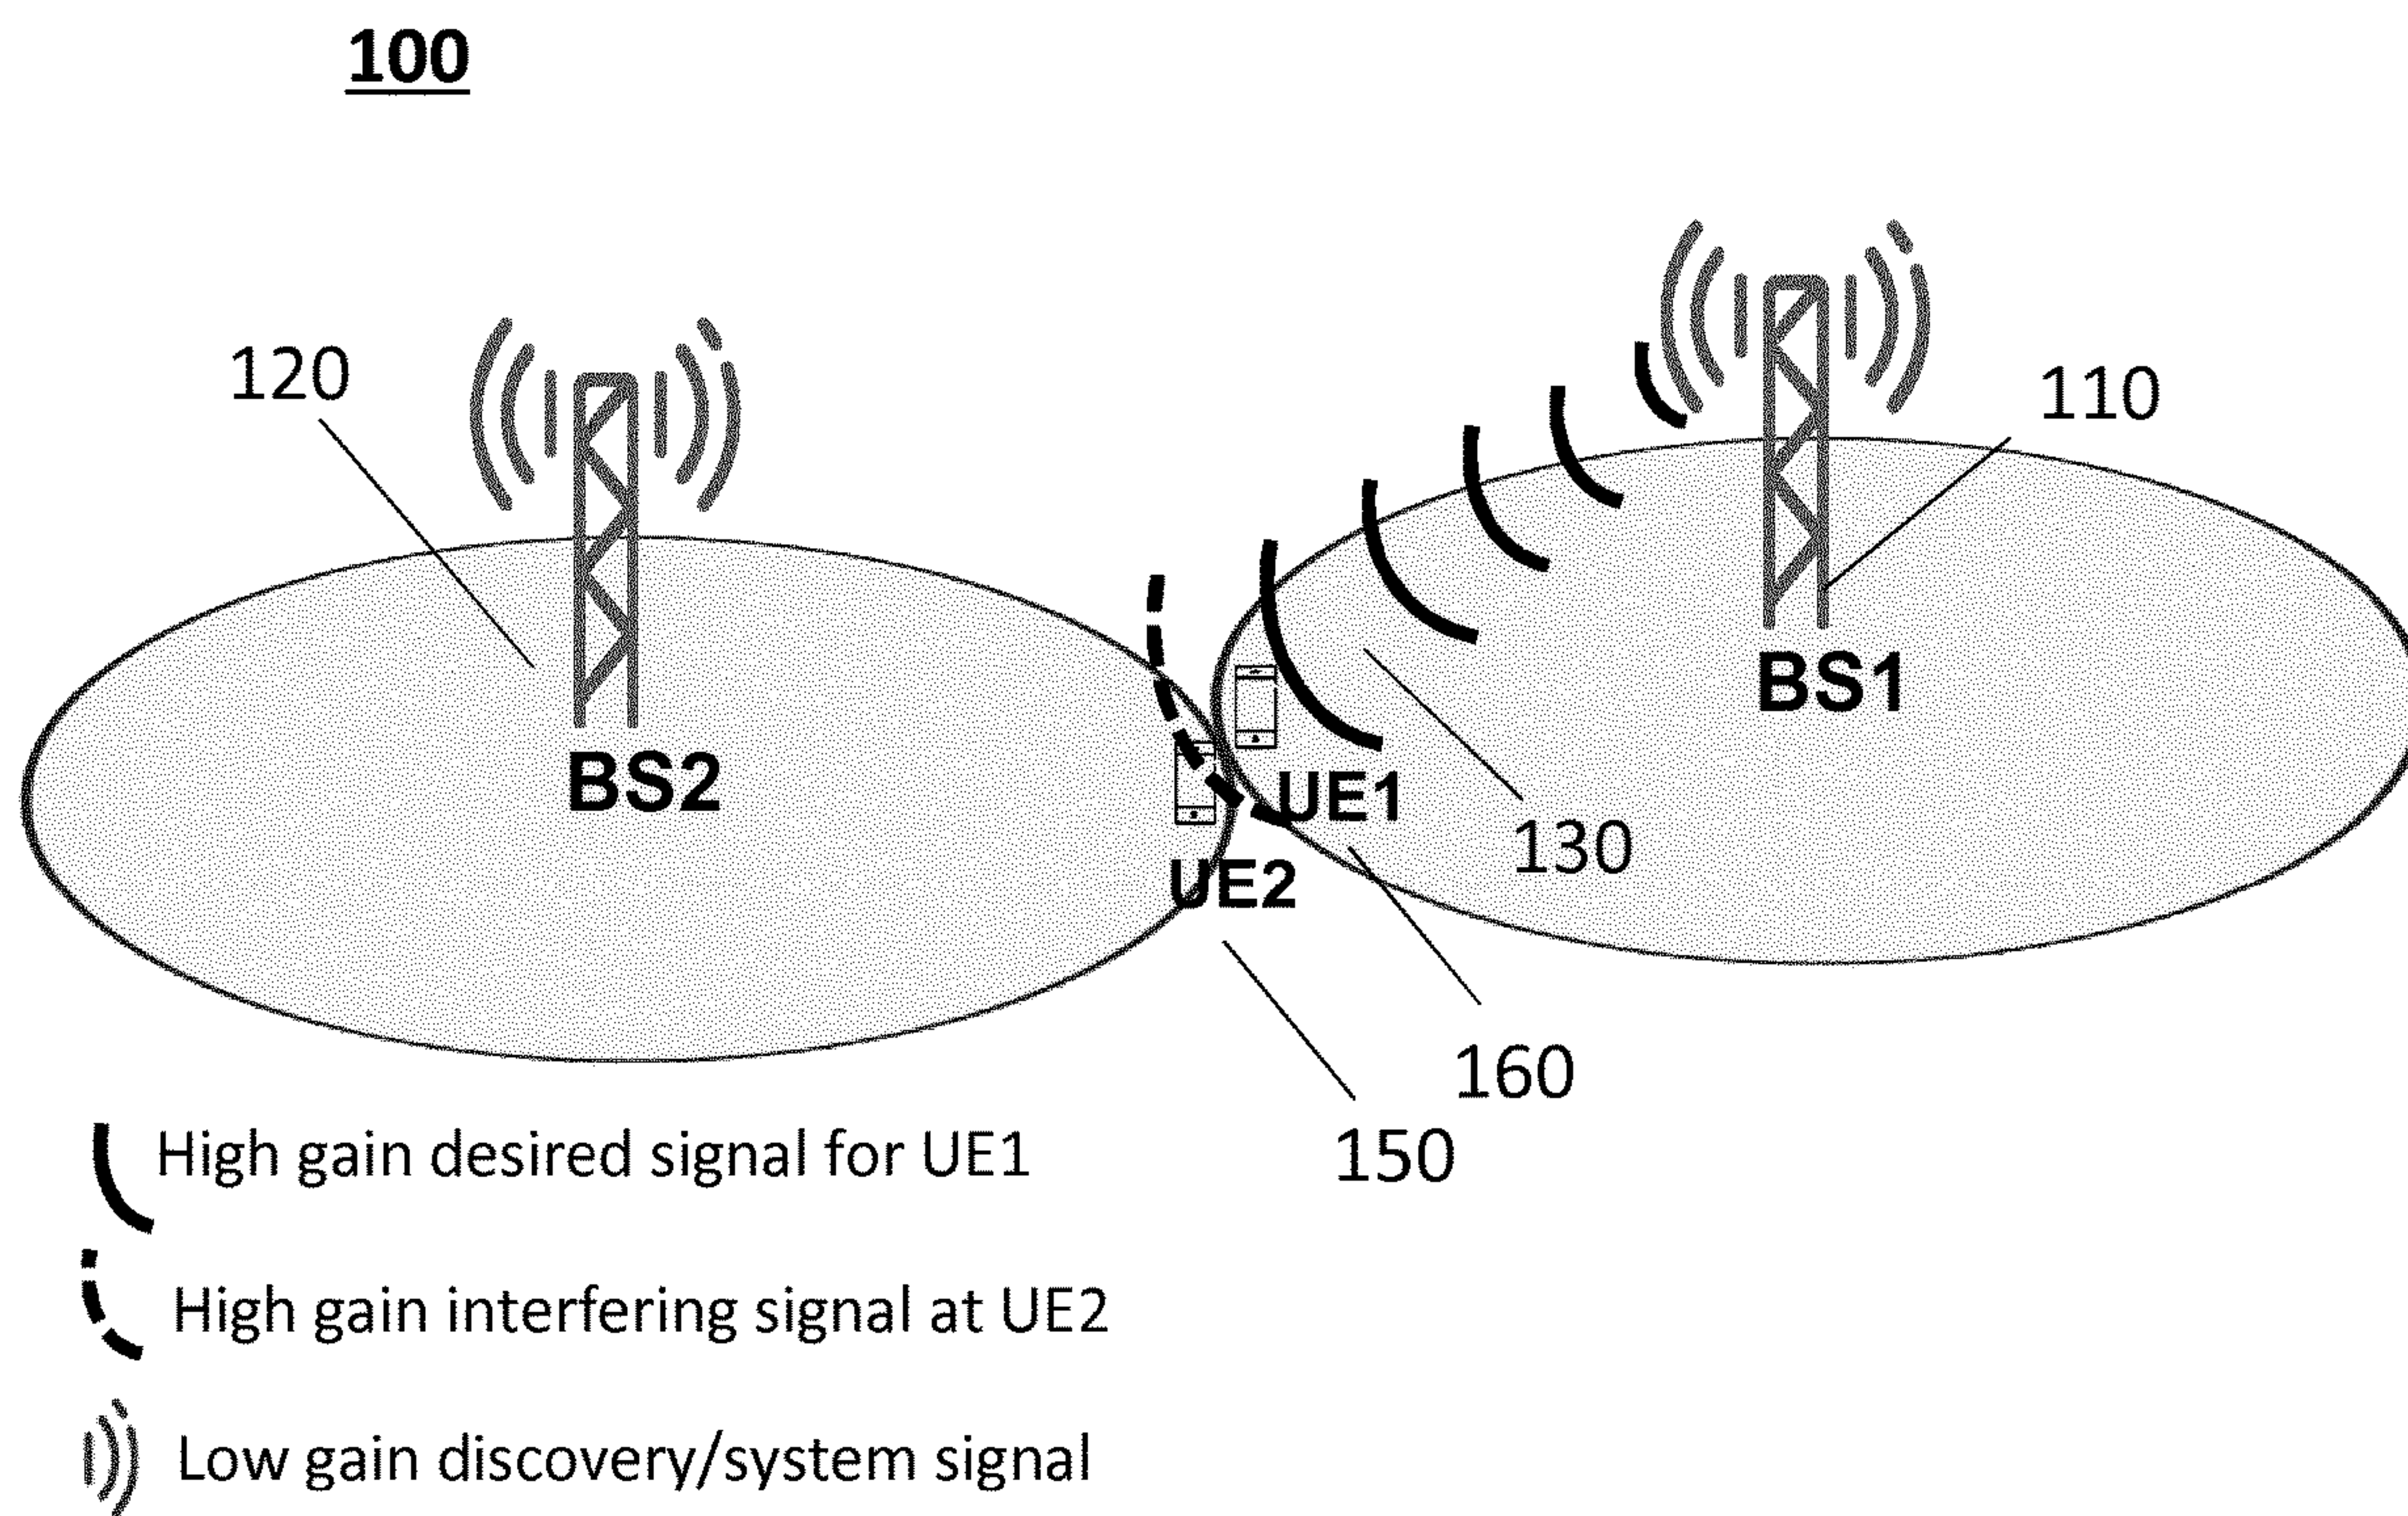 100
120
110
BS1
BS2
UE1
130
UE2
160
150
High gain desired signal for UE1
High gain interfering signal at UE2
Low gain discovery/system signal